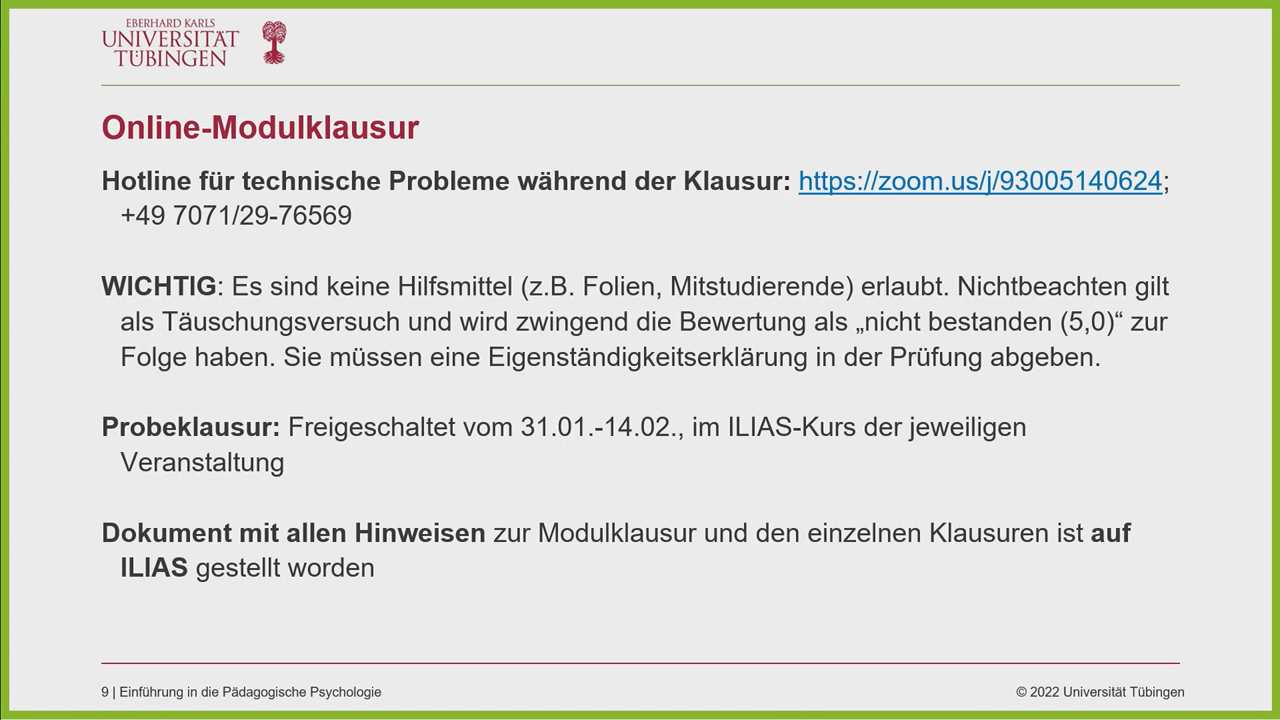 EBERHARD KARLS
UNIVERSITÄT
TÜBINGEN
Online-Modulklausur
Hotline für technische Probleme während der Klausur: https://zoom.us/j/93005140624;
+49 7071/29-76569
WICHTIG: Es sind keine Hilfsmittel (z.B. Folien, Mitstudierende) erlaubt. Nichtbeachten gilt
als Täuschungsversuch und wird zwingend die Bewertung als „nicht bestanden (5,0)“ zur
Folge haben. Sie müssen eine Eigenständigkeitserklärung in der Prüfung abgeben.
Probeklausur: Freigeschaltet vom 31.01.-14.02., im ILIAS-Kurs der jeweiligen
Veranstaltung
Dokument mit allen Hinweisen zur Modulklausur und den einzelnen Klausuren ist auf
ILIAS gestellt worden
9 | Einführung in die Pädagogische Psychologie
© 2022 Universität Tübingen